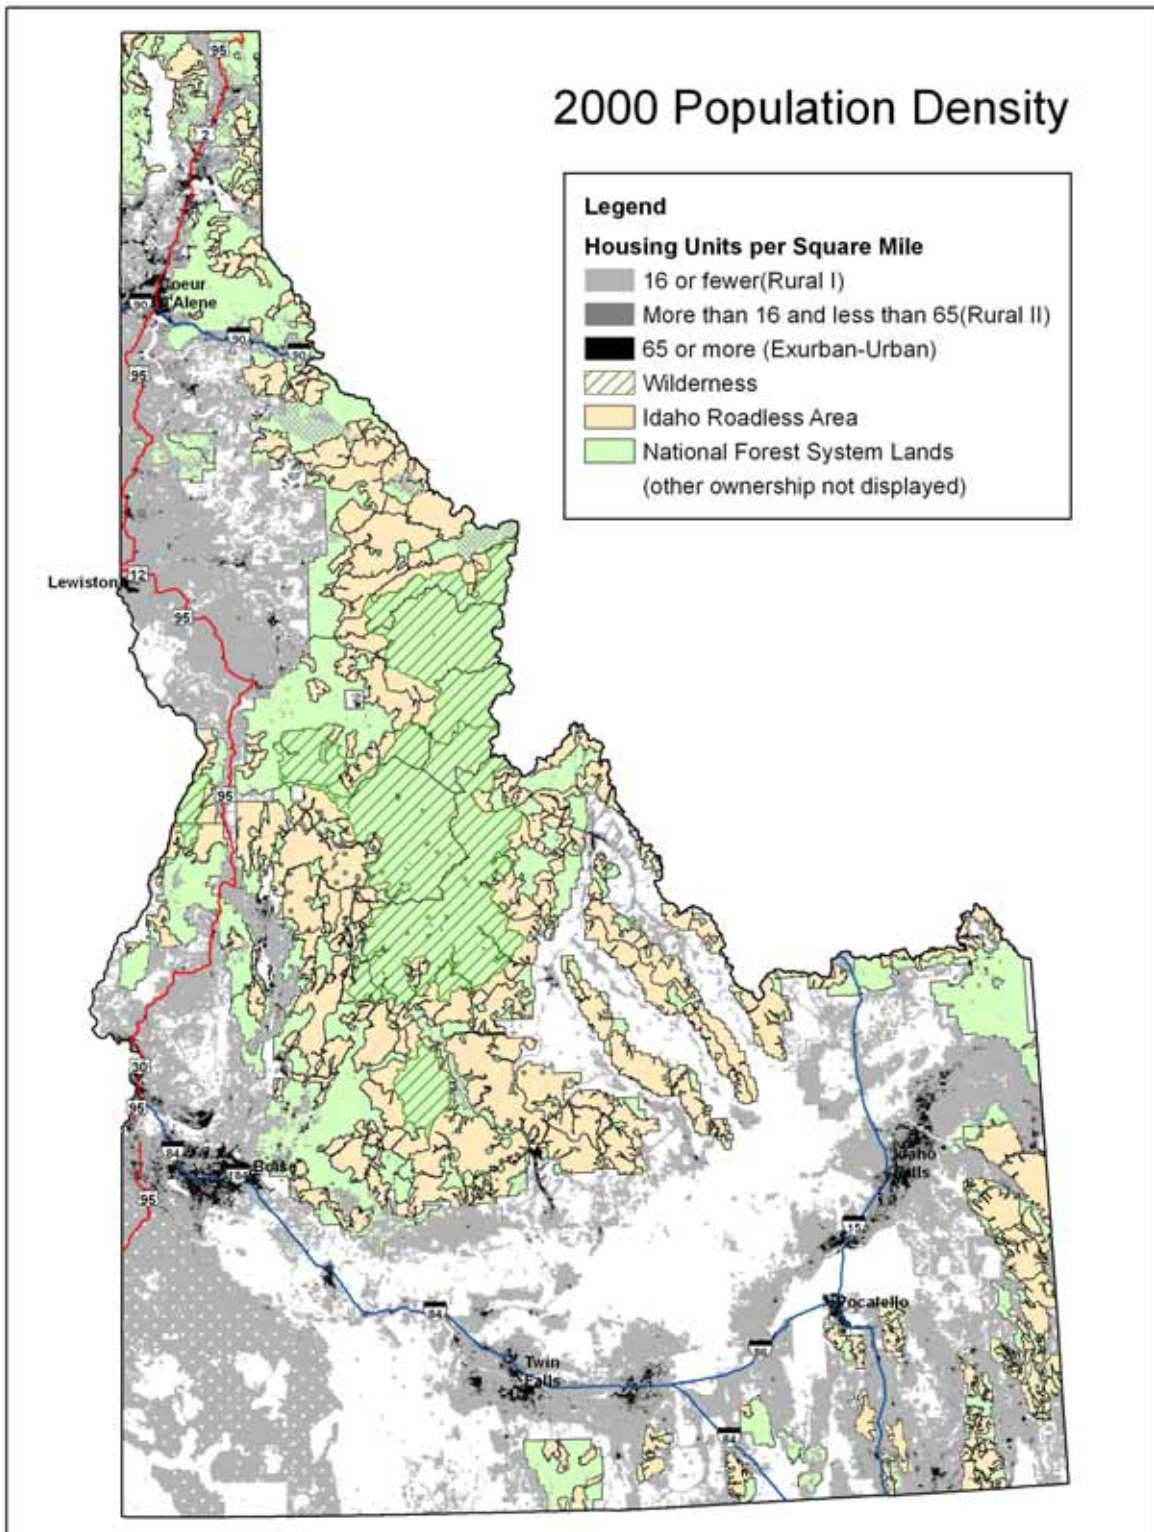 95
2000 Population Density
2
Legend
Housing Units per Square Mile
16 or fewer(Rural I)
More than 16 and less than 65(Rural II)
65 or more (Exurban-Urban)
Wilderness
Idaho Roadless Area
National Forest System Lands
(other ownership not displayed)
Coeur
d'Alene
90
90
90
95
Lewiston
12
95
95
30
95
84
184
Boise
95
Idaho
Falls
15
84
Pocatello
86
Twin
Falls
84